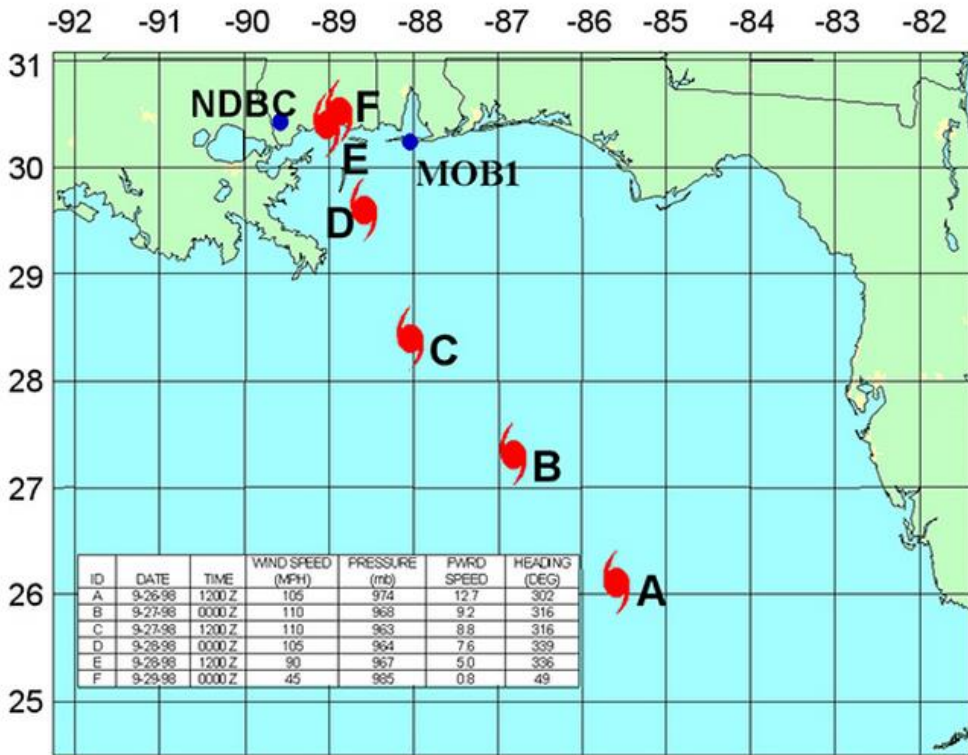 -92 -91 -90 -89 -88 -87 -86 -85 -84 -83 -82
31
NDBC F
E
30
MOB1
D
29
C
28
B
27
WIND SPEED PRESSURE FWRD HEADING
ID DATE TIME (MPH) (mb) SPEED (DEG)
A 9-26-98 1200 Z 105 974 12.7 302
B 9-27-98 0000 Z 110 968 9.2 316
C 9-27-98 1200 Z 110 963 8.8 316
D 9-28-98 0000 Z 105 964 7.6 339
E 9-28-98 1200 Z 90 967 5.0 336
F 9-29-98 0000 Z 45 985 0.8 49
26
A
25